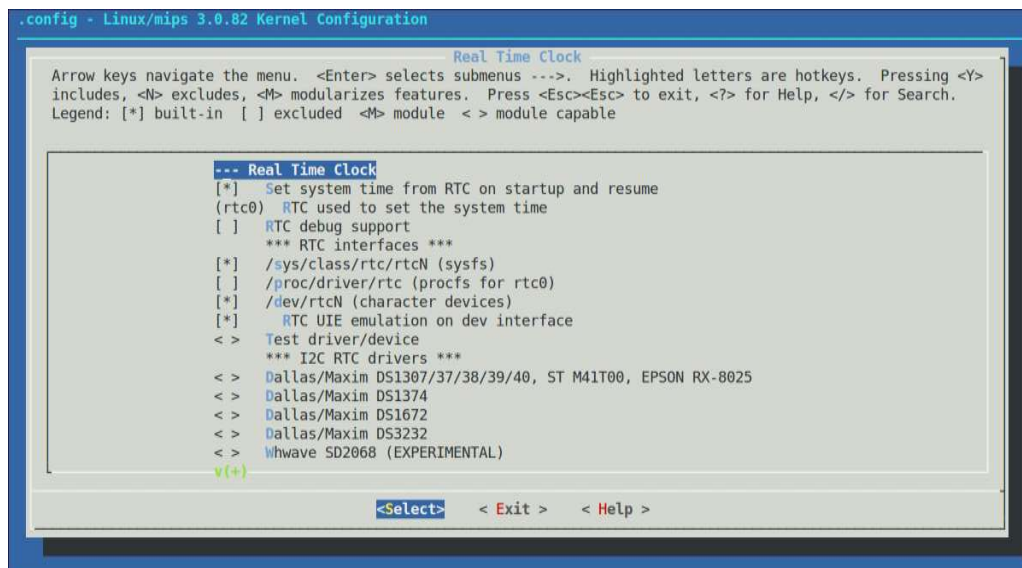 .config - Linux/mips 3.0.82 Kernel Configuration
Real Time Clock
Arrow keys navigate the menu.  <Enter> selects submenus --->.  Highlighted letters are hotkeys.  Pressing <Y>
includes, <N> excludes, <M> modularizes features.  Press <Esc><Esc> to exit, <?> for Help, </> for Search.
Legend: [*] built-in  [ ] excluded  <M> module  < > module capable
--- Real Time Clock
[*]   Set system time from RTC on startup and resume
(rtc0)  RTC used to set the system time
[ ]   RTC debug support
*** RTC interfaces ***
[*]   /sys/class/rtc/rtcN (sysfs)
[ ]   /proc/driver/rtc (procfs for rtc0)
[*]   /dev/rtcN (character devices)
[*]     RTC UIE emulation on dev interface
< >   Test driver/device
*** I2C RTC drivers ***
< >   Dallas/Maxim DS1307/37/38/39/40, ST M41T00, EPSON RX-8025
< >   Dallas/Maxim DS1374
< >   Dallas/Maxim DS1672
< >   Dallas/Maxim DS3232
< >   Whwave SD2068 (EXPERIMENTAL)
v(+)
<Select>    < Exit >    < Help >